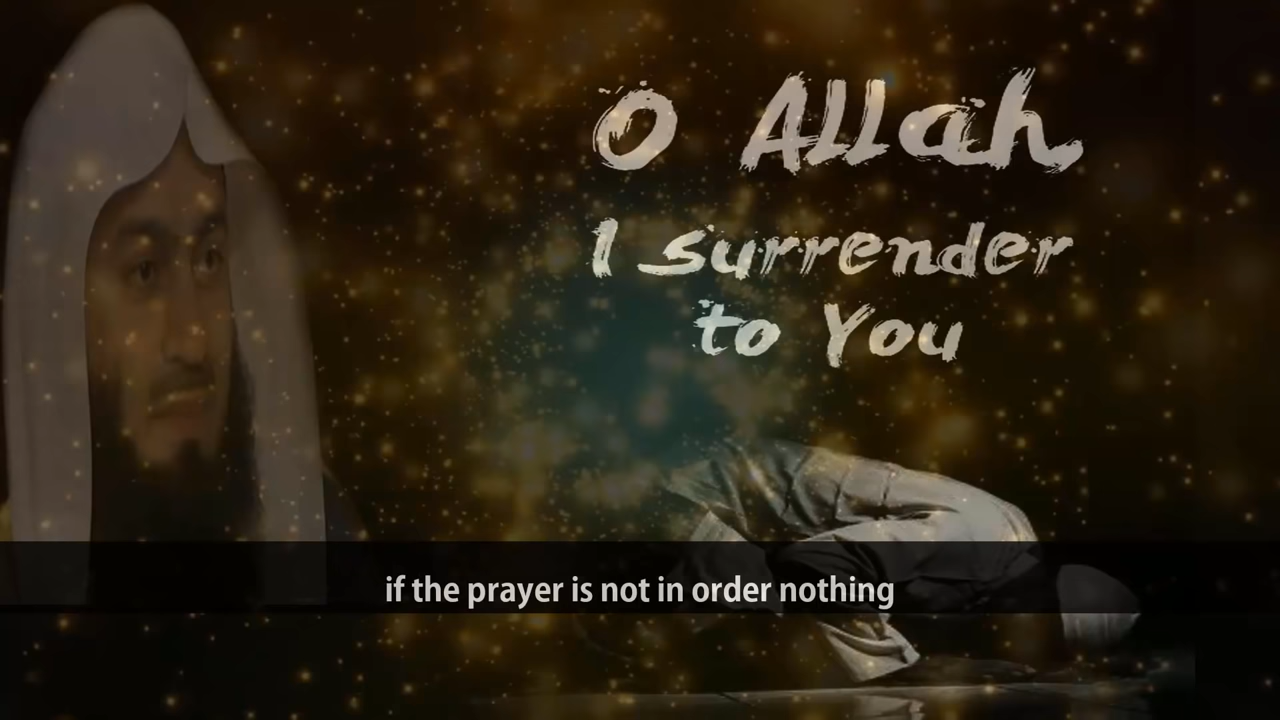 O Allah
I surrender
to You
if the prayer is not in order nothing